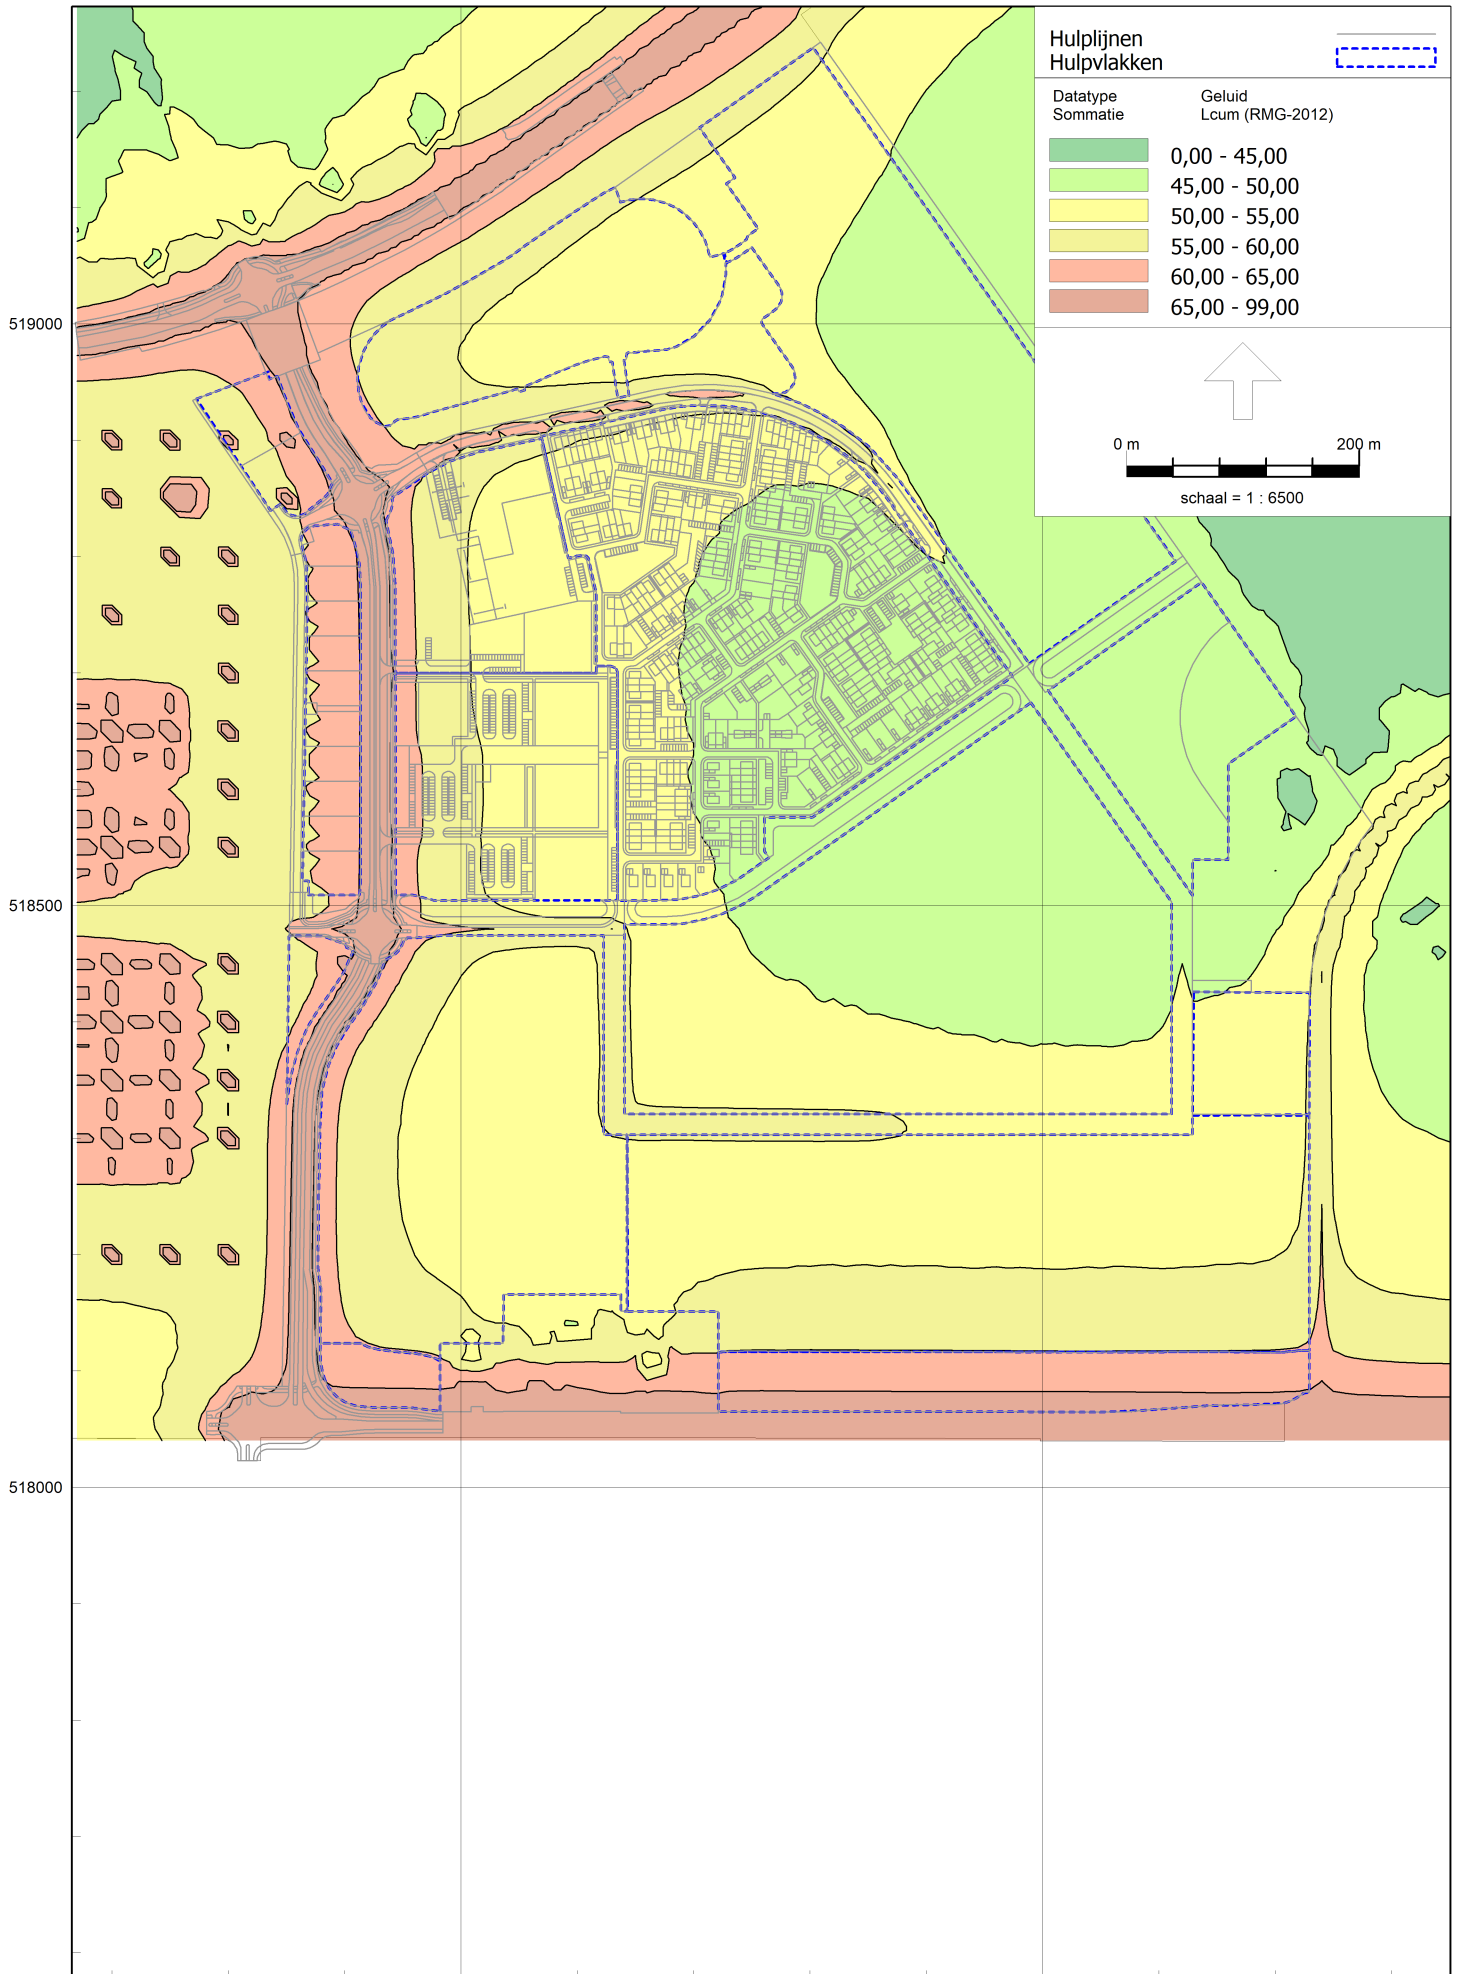 Hulplijnen
Hulpvlakken
Datatype Geluid
Sommatie Lcum (RMG-2012)
0,00 - 45,00
45,00 - 50,00
50,00 - 55,00
55,00 - 60,00
60,00 - 65,00
65,00 - 99,00
0 m 200 m
schaal = 1 : 6500
519000
518500
518000